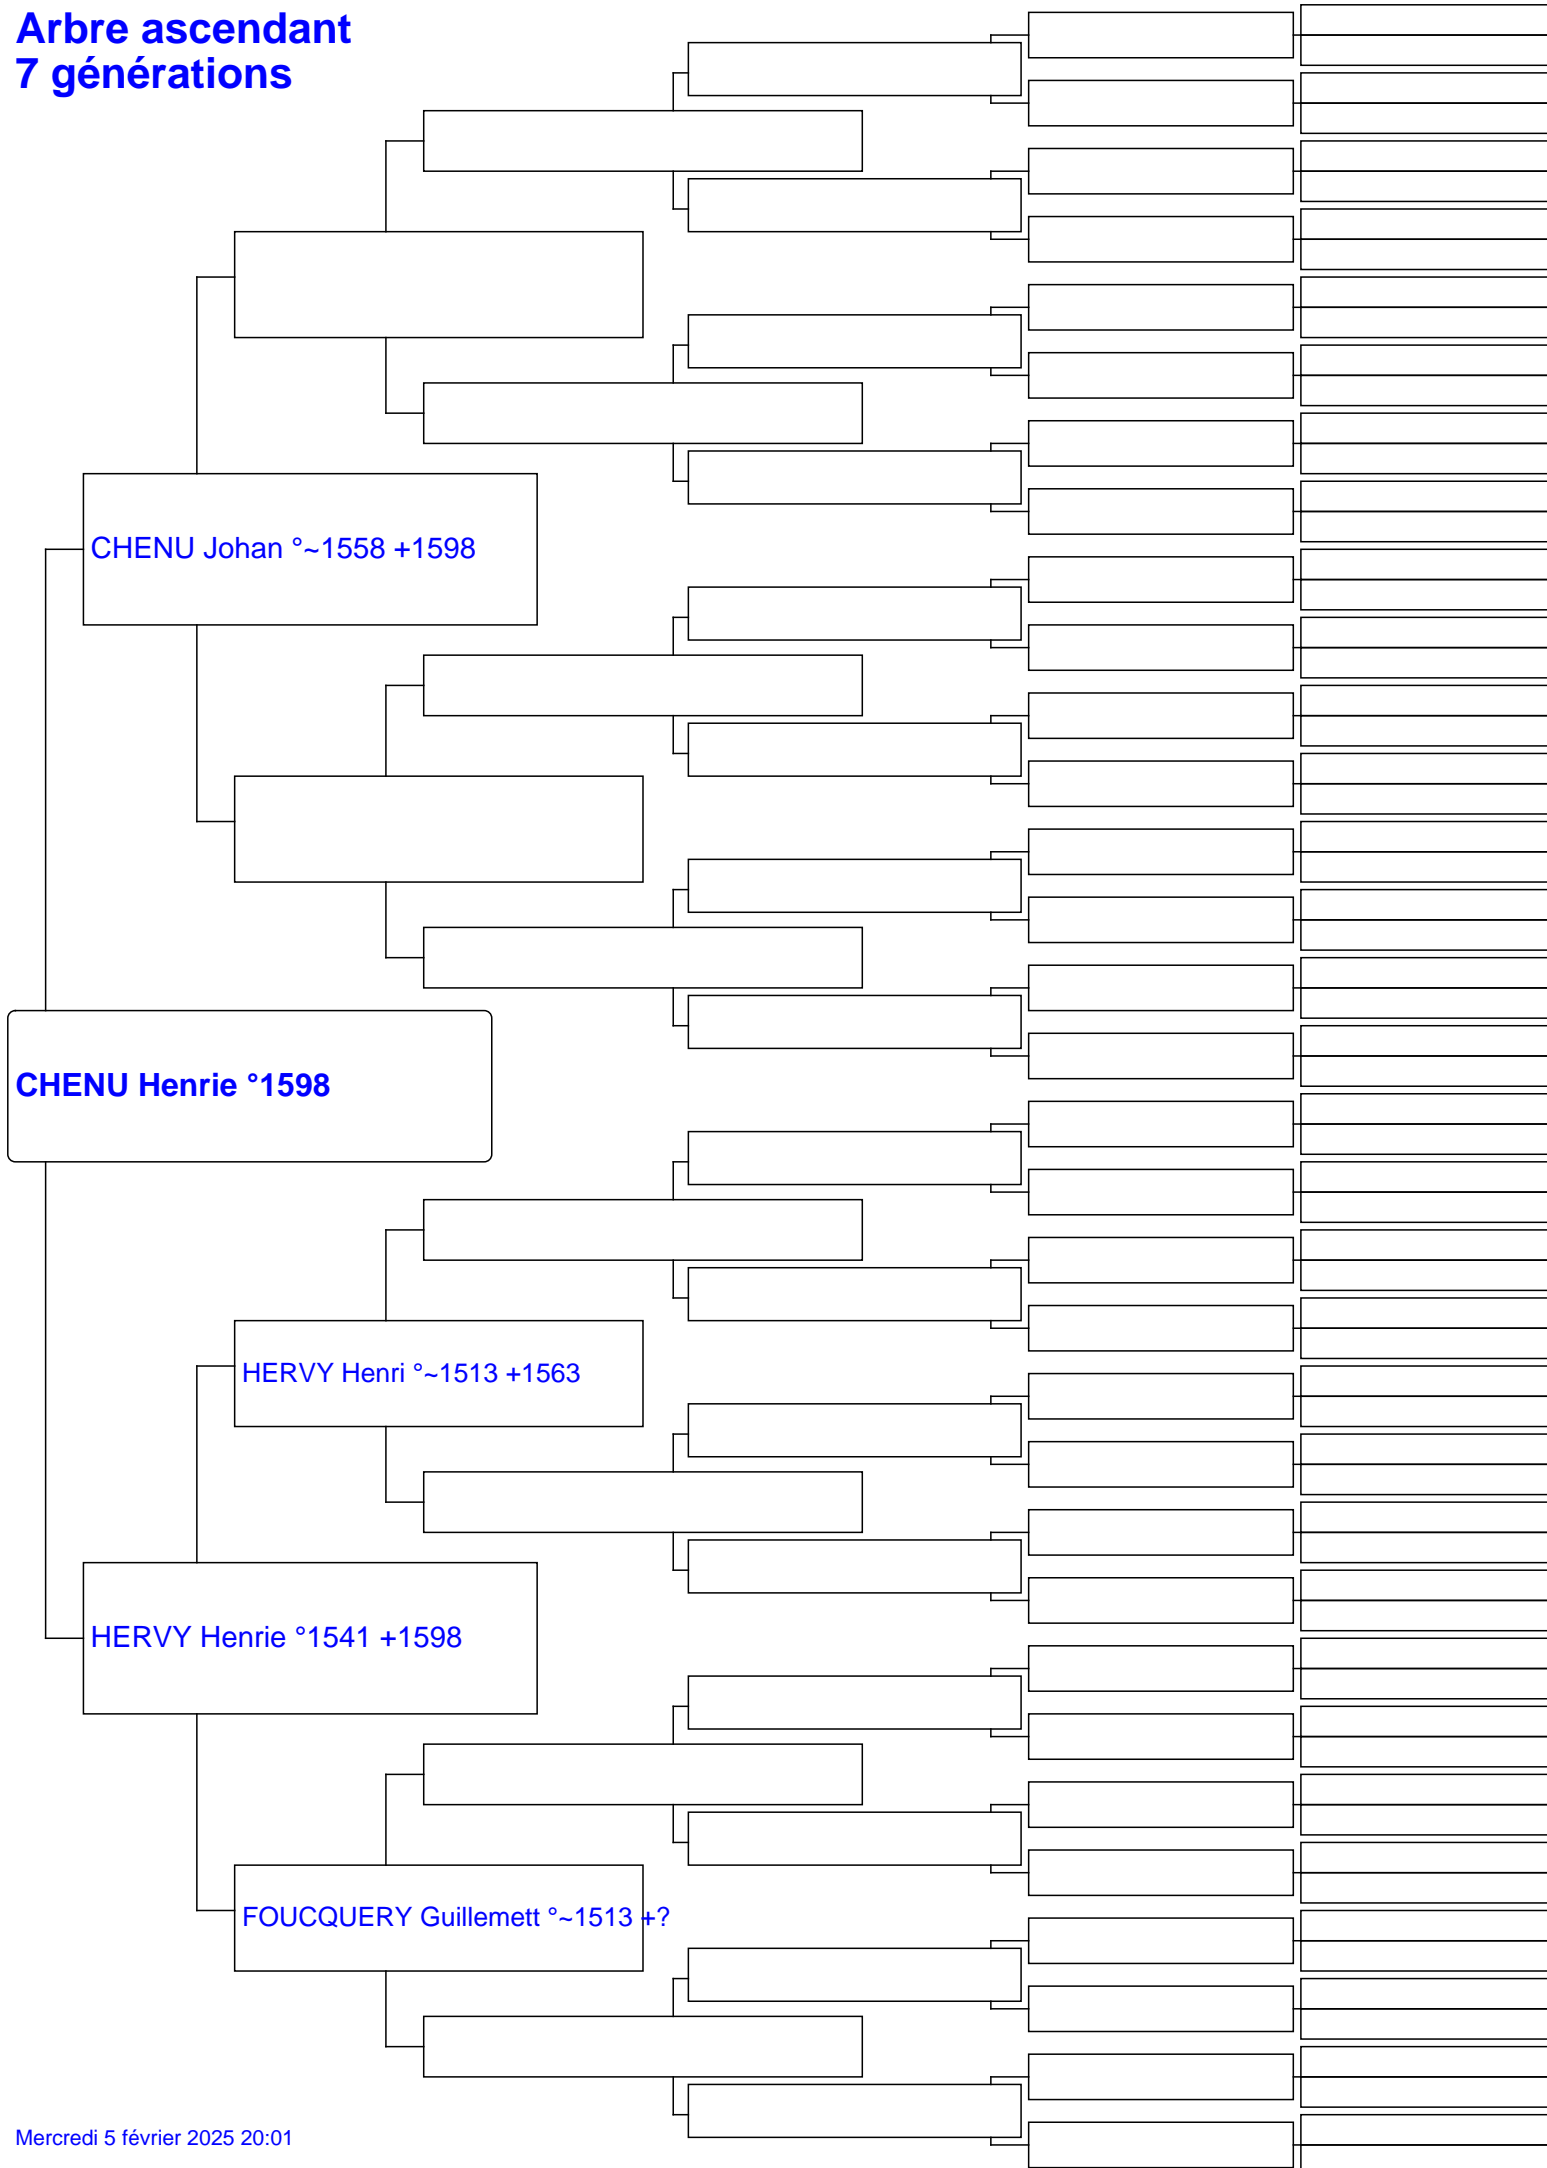 Arbre ascendant
7 générations
CHENU Johan °~1558 +1598
CHENU Henrie °1598
HERVY Henri °~1513 +1563
HERVY Henrie °1541 +1598
FOUCQUERY Guillemett °~1513 +?
Mercredi 5 février 2025 20:01